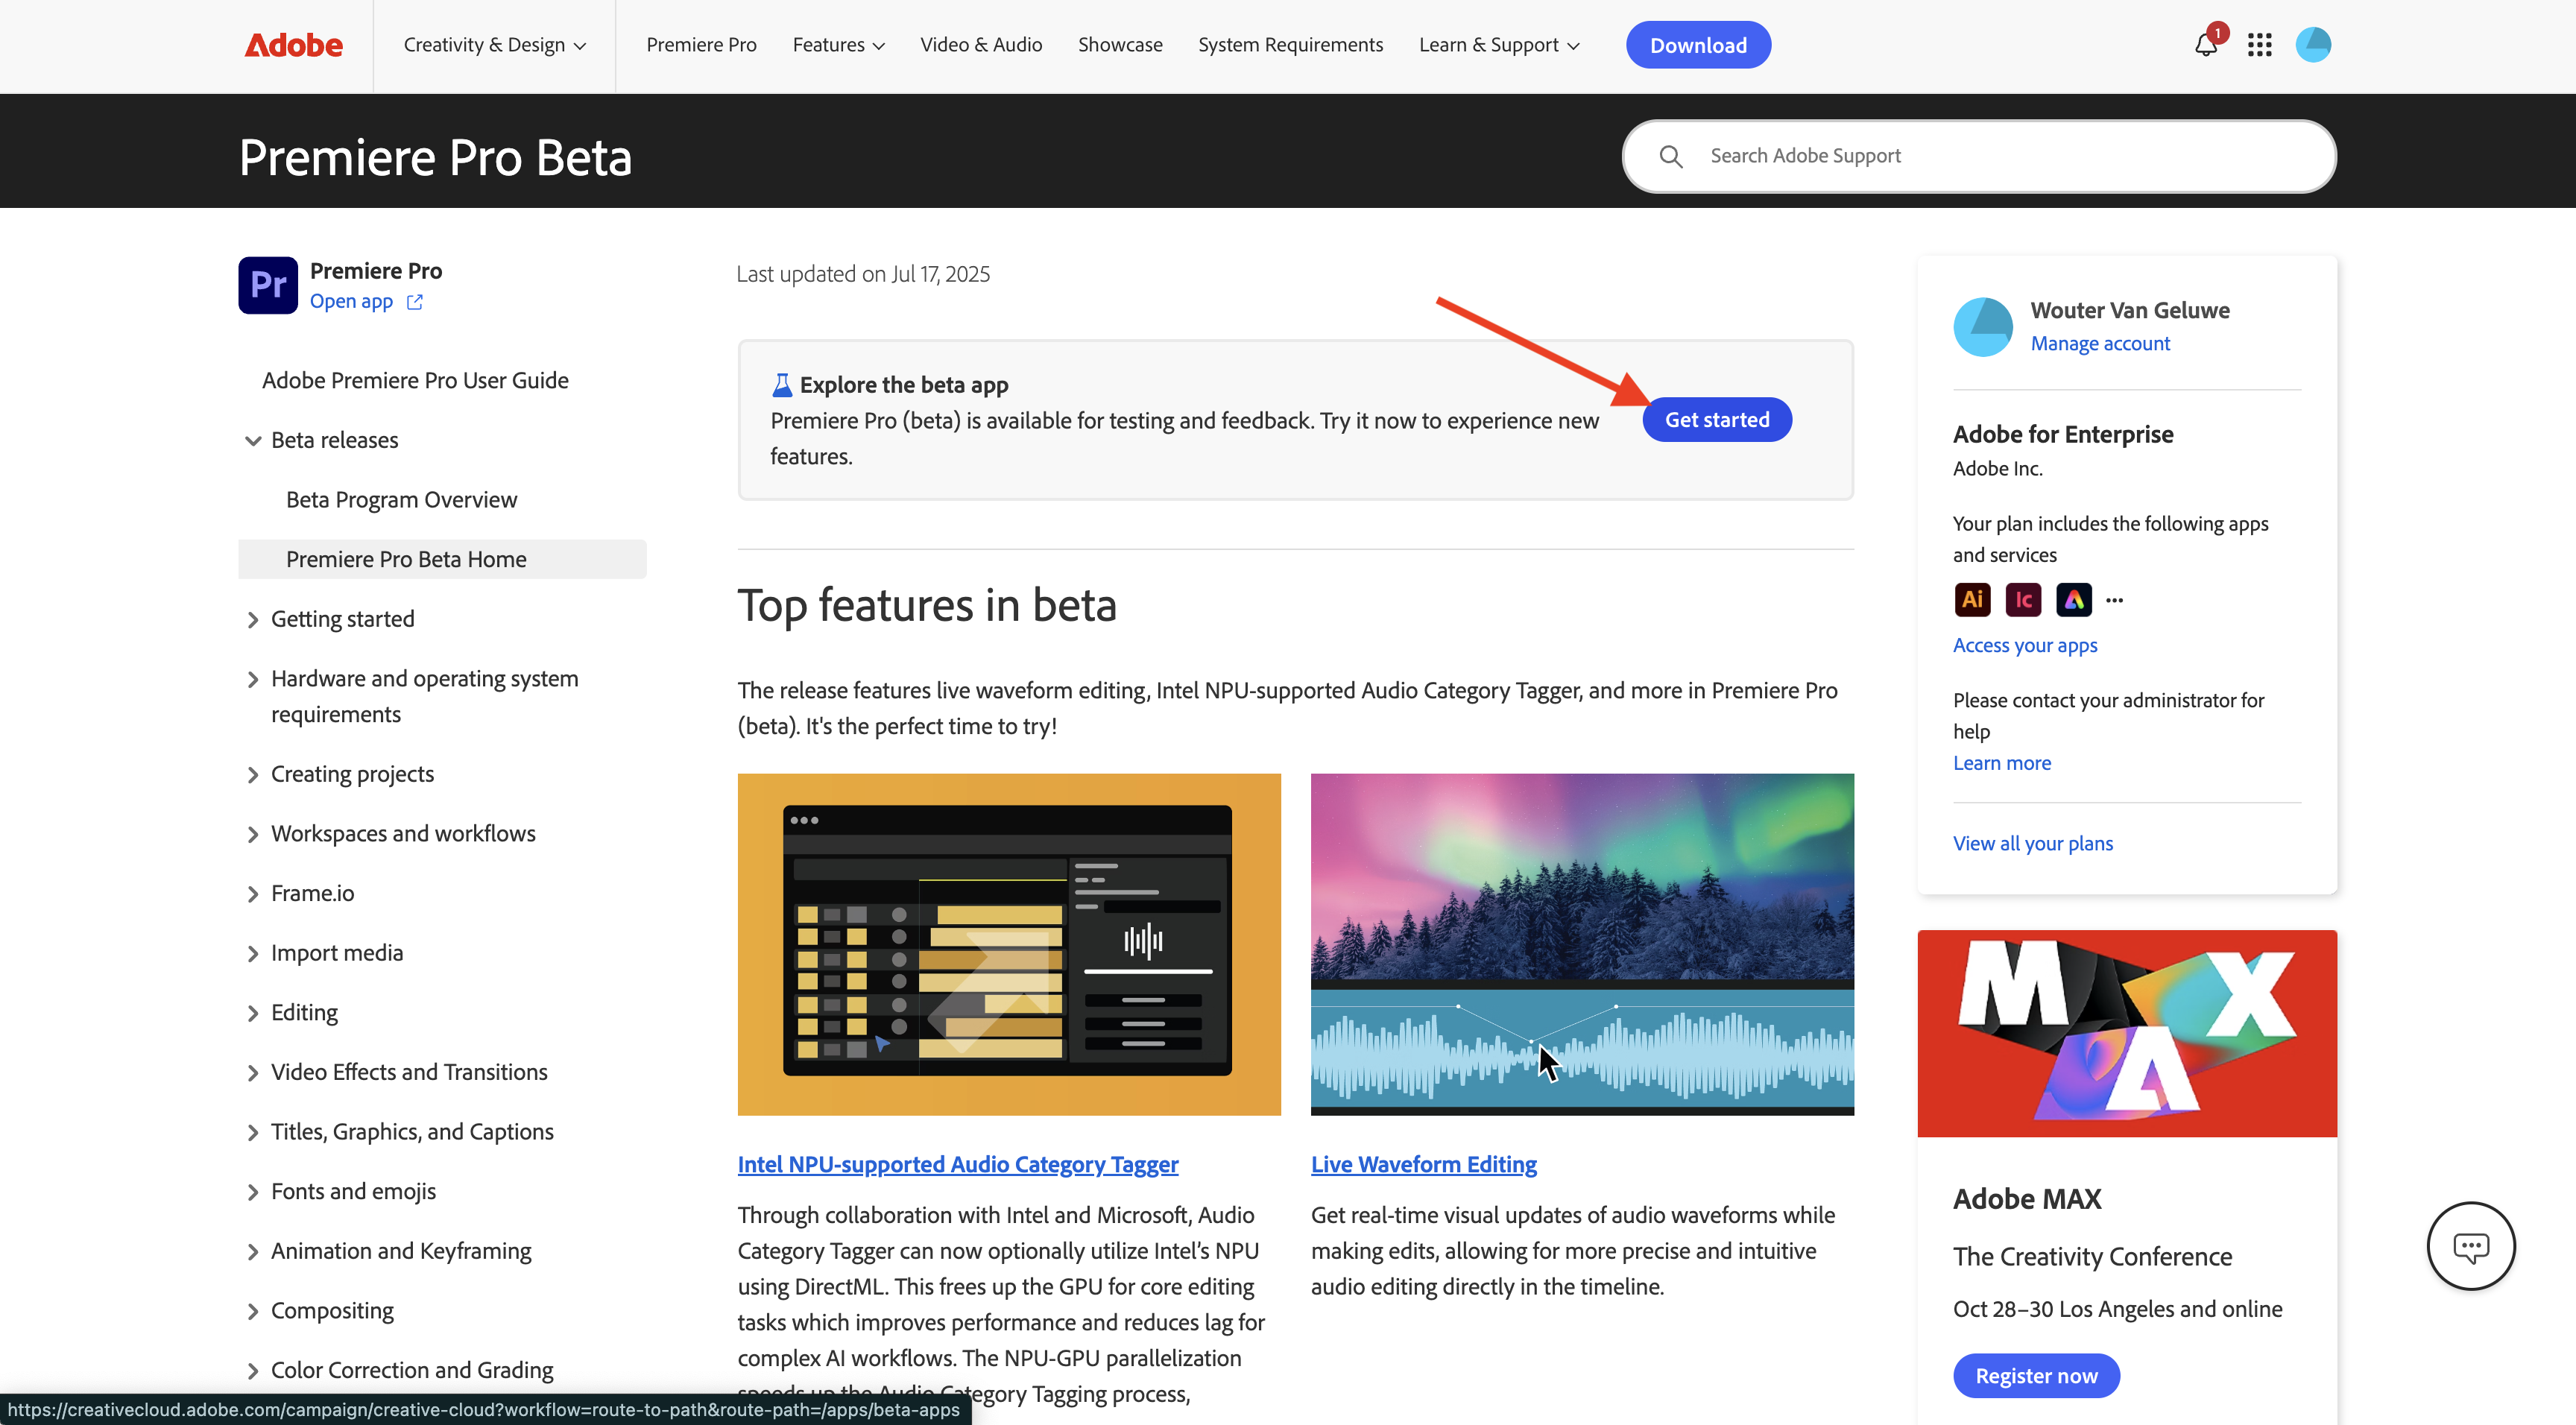 Adobe
Creativity & Design
Premiere Pro
Features
Video & Audio
Showcase
System Requirements
Learn & Support
Download
1
Premiere Pro Beta
Search Adobe Support
Pr
Premiere Pro
Open app
Adobe Premiere Pro User Guide
Beta releases
Beta Program Overview
Premiere Pro Beta Home
Getting started
Hardware and operating system
requirements
Creating projects
Workspaces and workflows
Frame.io
Import media
Editing
Video Effects and Transitions
Titles, Graphics, and Captions
Fonts and emojis
Animation and Keyframing
Compositing
Color Correction and Grading
Last updated on Jul 17, 2025
Explore the beta app
Premiere Pro (beta) is available for testing and feedback. Try it now to experience new
features.
Get started
Top features in beta
The release features live waveform editing, Intel NPU-supported Audio Category Tagger, and more in Premiere Pro
(beta). It's the perfect time to try!
Intel NPU-supported Audio Category Tagger
Through collaboration with Intel and Microsoft, Audio
Category Tagger can now optionally utilize Intel's NPU
using DirectML. This frees up the GPU for core editing
tasks which improves performance and reduces lag for
complex AI workflows. The NPU-GPU parallelization
speeds up the Audio Category Tagging process,
Live Waveform Editing
Get real-time visual updates of audio waveforms while
making edits, allowing for more precise and intuitive
audio editing directly in the timeline.
Wouter Van Geluwe
Manage account
Adobe for Enterprise
Adobe Inc.
Your plan includes the following apps
and services
Ai
Ic
Access your apps
Please contact your administrator for
help
Learn more
View all your plans
MAX
Adobe MAX
The Creativity Conference
Oct 28–30 Los Angeles and online
Register now
https://creativecloud.adobe.com/campaign/creative-cloud?workflow=route-to-path&route-path=/apps/beta-apps